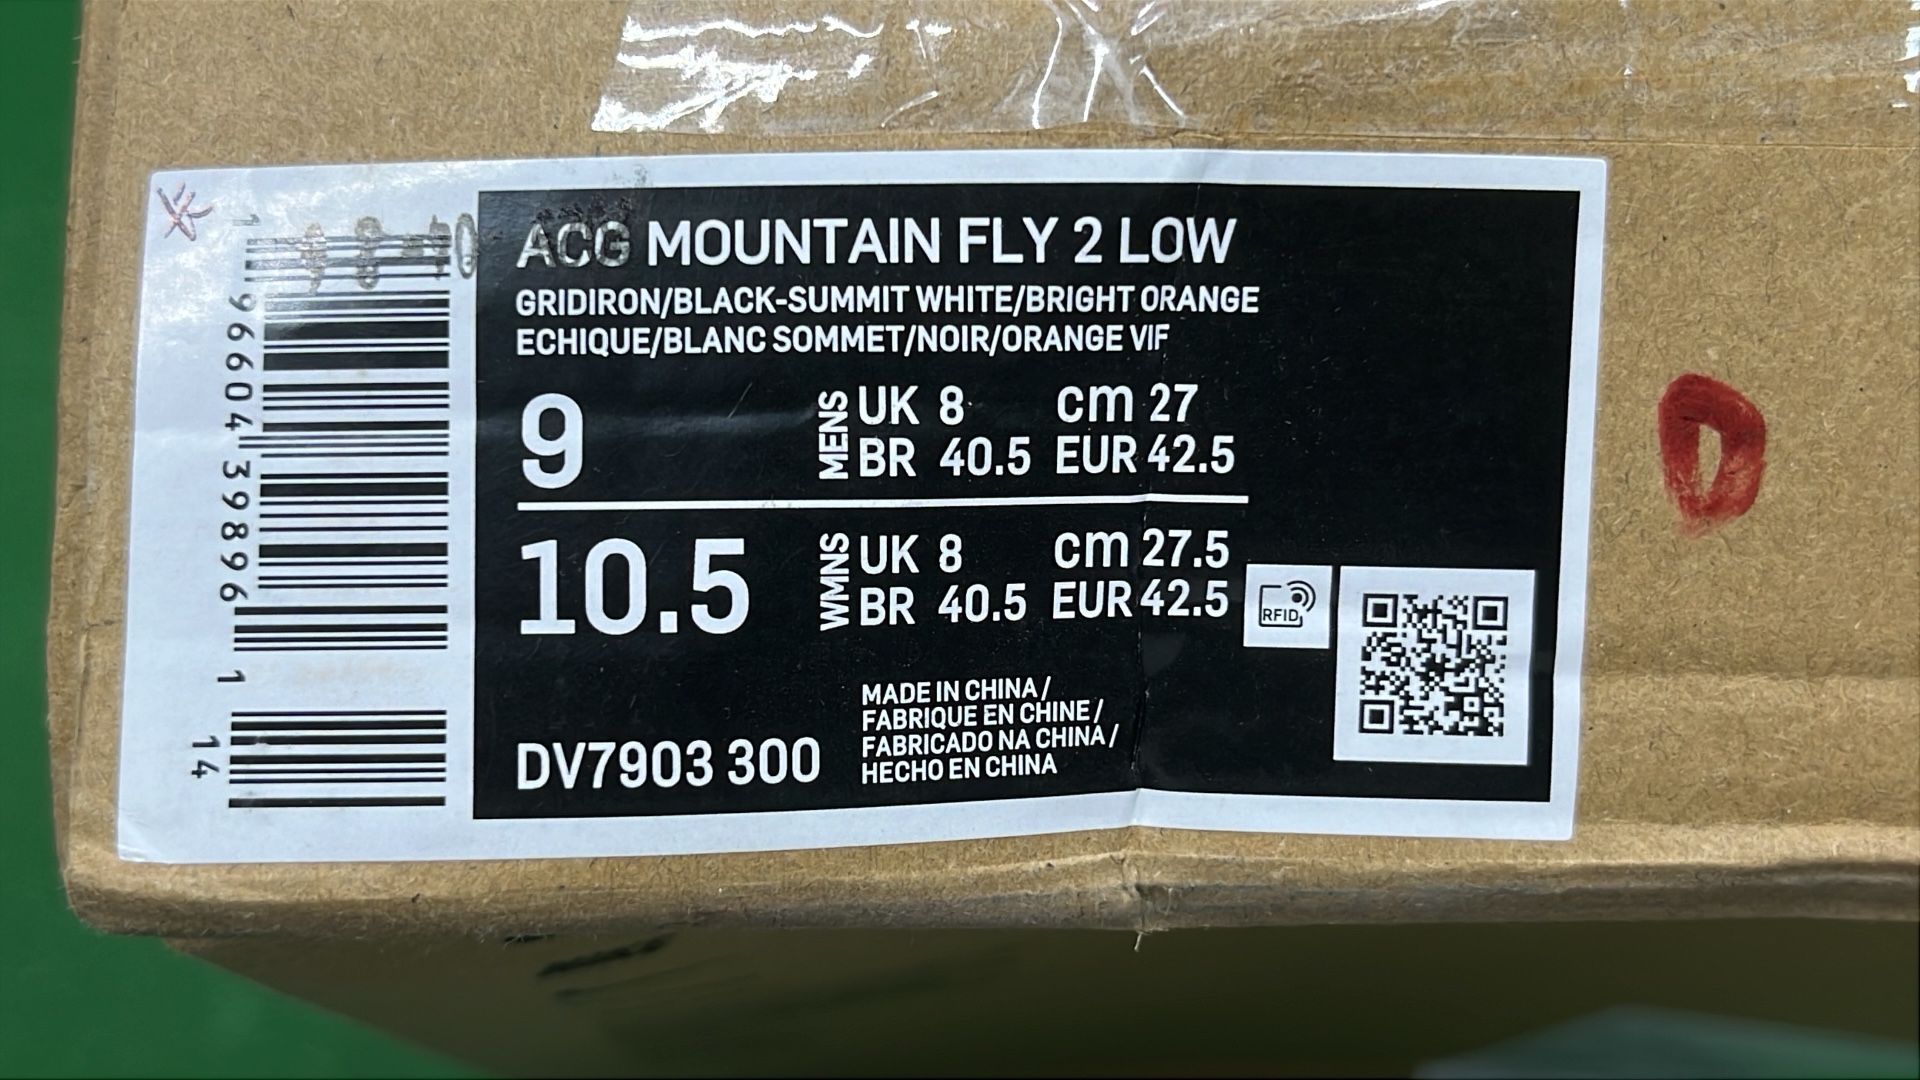 ACG MOUNTAIN FLY 2 LOW
GRIDIRON/BLACK-SUMMIT WHITE/BRIGHT ORANGE
ECHIQUE/BLANC SOMMET/NOIR/ORANGE VIF
9
MENS
UK 8 cm 27
BR 40.5 EUR 42.5
10.5
WMNS
UK 8 cm 27.5
BR 40.5 EUR 42.5
RFID
DV7903 300
MADE IN CHINA /
FABRIQUE EN CHINE /
FABRICADO NA CHINA /
HECHO EN CHINA
1 96604 39896 1
14
0